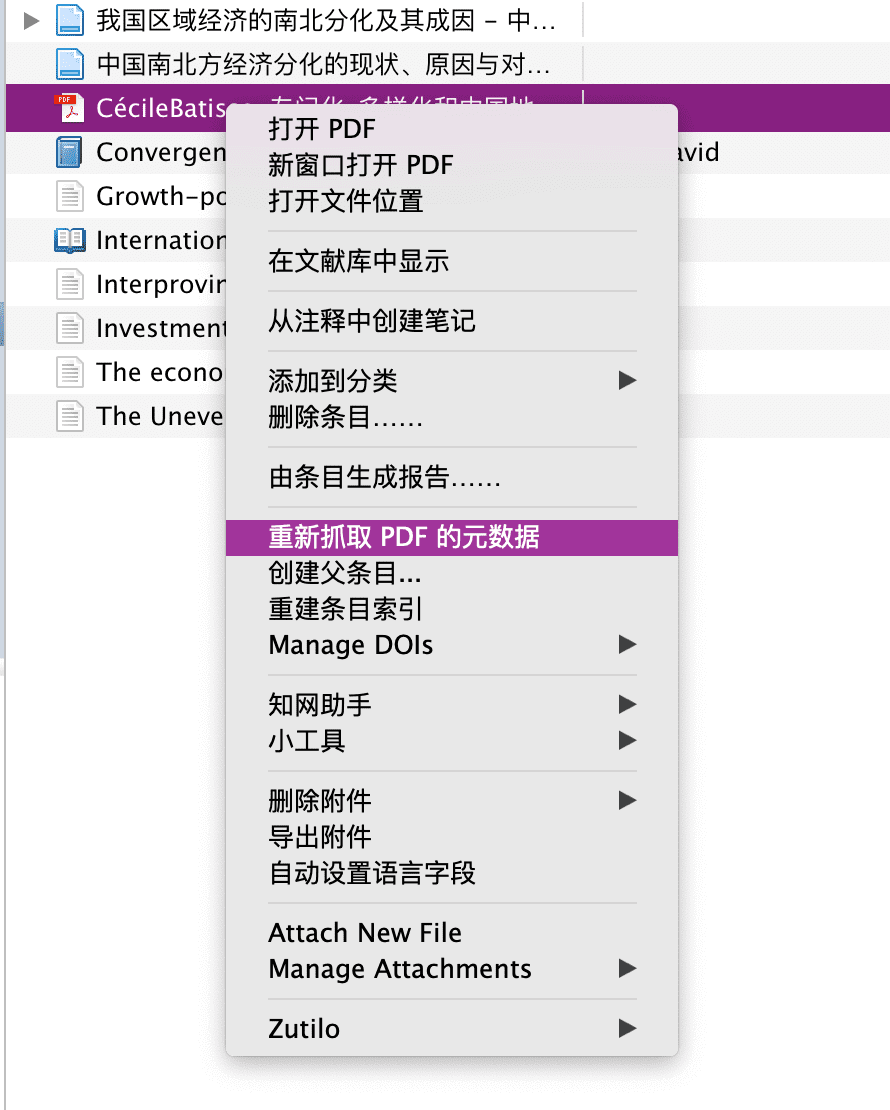 我国区域经济的南北分化及其成因 – 中…
中国南北方经济分化的现状、原因与对…
PDF
CécileBatis
打开 PDF
Convergen
avid
新窗口打开 PDF
Growth-po
打开文件位置
Internation
在文献库中显示
Interprovin
从注释中创建笔记
Investment
The econo
添加到分类
The Uneve
删除条目……
由条目生成报告……
重新抓取 PDF 的元数据
创建父条目...
重建条目索引
Manage DOIs
知网助手
小工具
删除附件
导出附件
自动设置语言字段
Attach New File
Manage Attachments
Zutilo